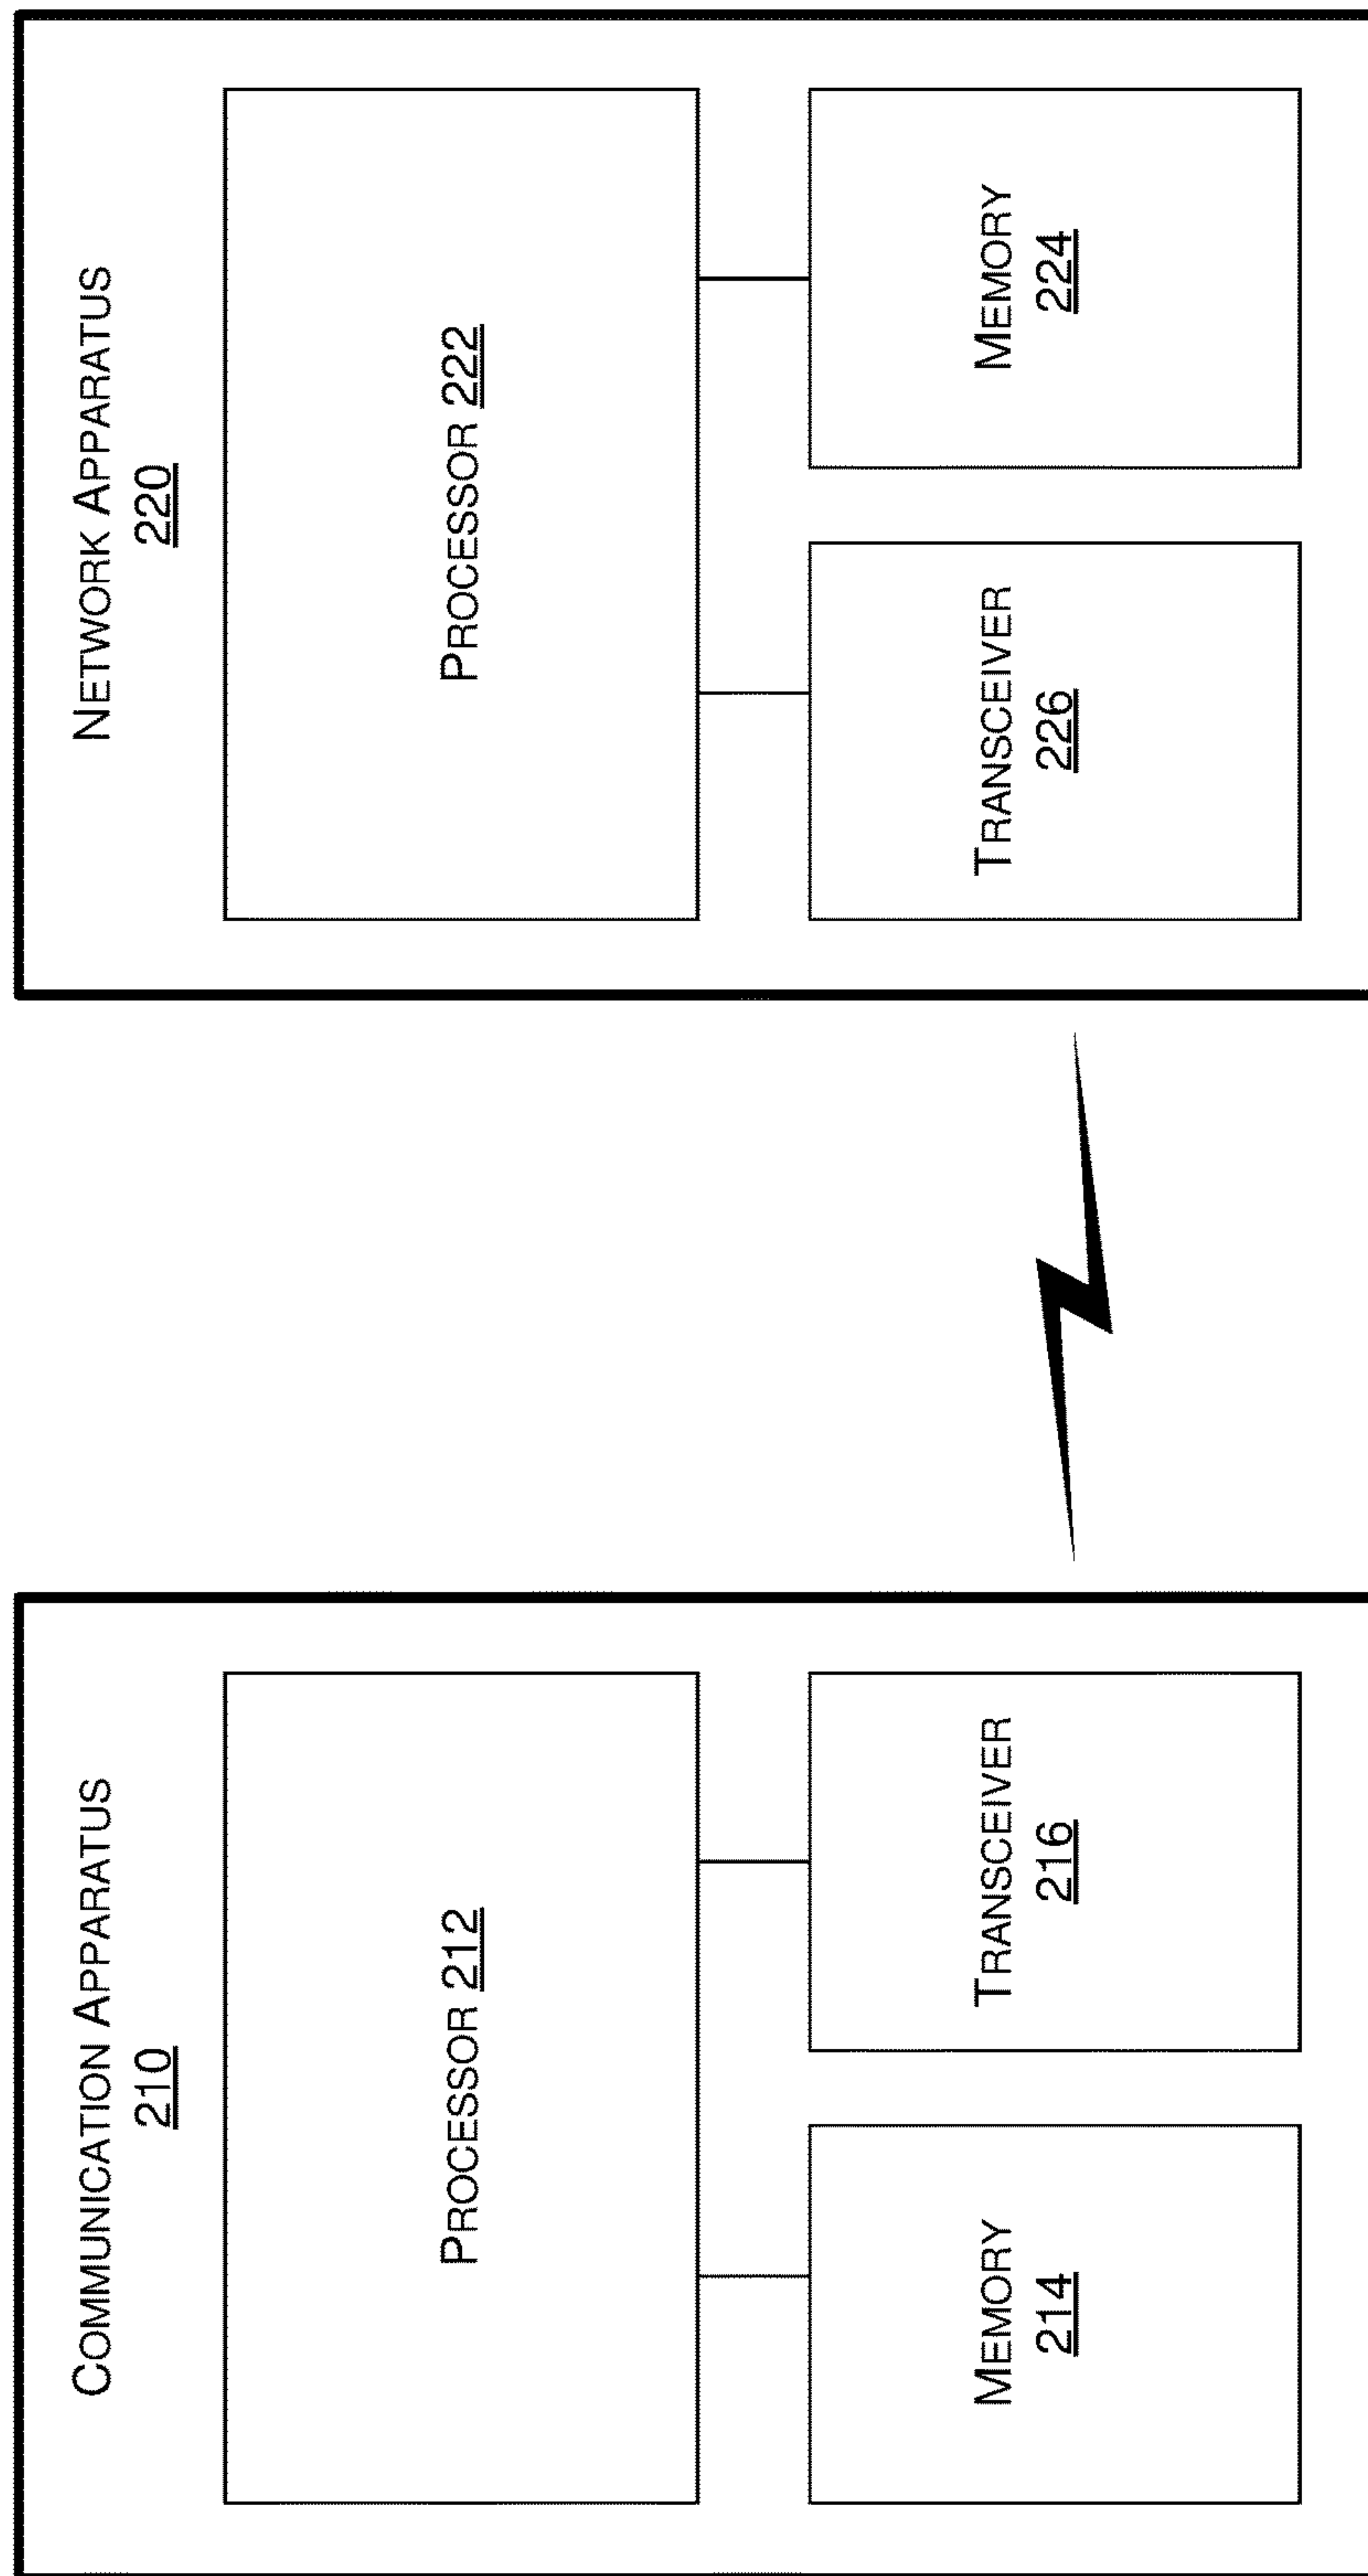 COMMUNICATION APPARATUS
210
PROCESSOR 212
MEMORY
214
TRANSCEIVER
216
NETWORK APPARATUS
220
PROCESSOR 222
TRANSCEIVER
226
MEMORY
224